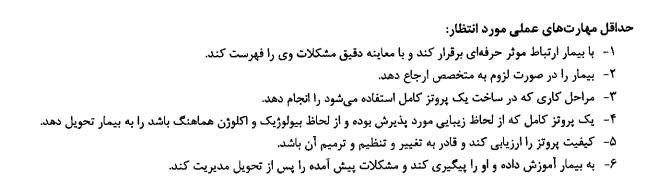 حداقل مهارت‌های عملی مورد انتظار:
۱- با بیمار ارتباط موثر حرفه‌ای برقرار کند و با معاینه دقیق مشکلات وی را فهرست کند.
۲- بیمار را در صورت لزوم به متخصص ارجاع دهد.
۳- مراحل کاری که در ساخت یک پروتز کامل استفاده می‌شود را انجام دهد.
۴- یک پروتز کامل که از لحاظ زیبایی مورد پذیرش بوده و از لحاظ بیولوژیک و اکلوژن هماهنگ باشد را به بیمار تحویل دهد.
۵- کیفیت پروتز را ارزیابی کند و قادر به تغییر و تنظیم و ترمیم آن باشد.
۶- به بیمار آموزش داده و او را پیگیری کند و مشکلات پیش آمده را پس از تحویل مدیریت کند.